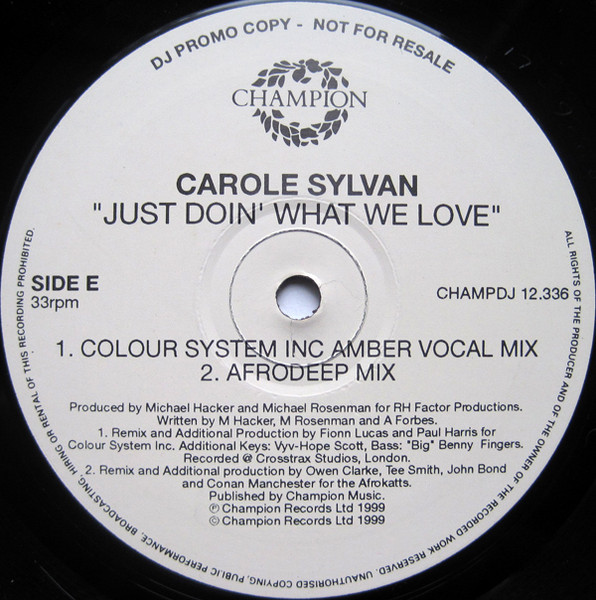 DJ PROMO COPY - NOT FOR RESALE
CHAMPION
CAROLE SYLVAN
"JUST DOIN' WHAT WE LOVE"
SIDE E
33rpm
CHAMPDJ 12.336
1. COLOUR SYSTEM INC AMBER VOCAL MIX
2. AFRODEEP MIX
Produced by Michael Hacker and Michael Rosenman for RH Factor Productions.
Written by M Hacker, M Rosenman and A Forbes.
1. Remix and Additional Production by Fionn Lucas and Paul Harris for
Colour System Inc. Additional Keys: Vyv-Hope Scott, Bass: "Big" Benny Fingers.
Recorded @ Crosstrax Studios, London.
2. Remix and Additional production by Owen Clarke, Tee Smith, John Bond
and Conan Manchester for the Afrokatts.
Published by Champion Music.
℗ Champion Records Ltd 1999
© Champion Records Ltd 1999
ALL RIGHTS OF THE PRODUCER AND OF THE OWNER OF THE RECORDED WORK RESERVED. UNAUTHORISED COPYING, PUBLIC PERFORMANCE, BROADCASTING, HIRING OR RENTAL OF THIS RECORDING PROHIBITED.